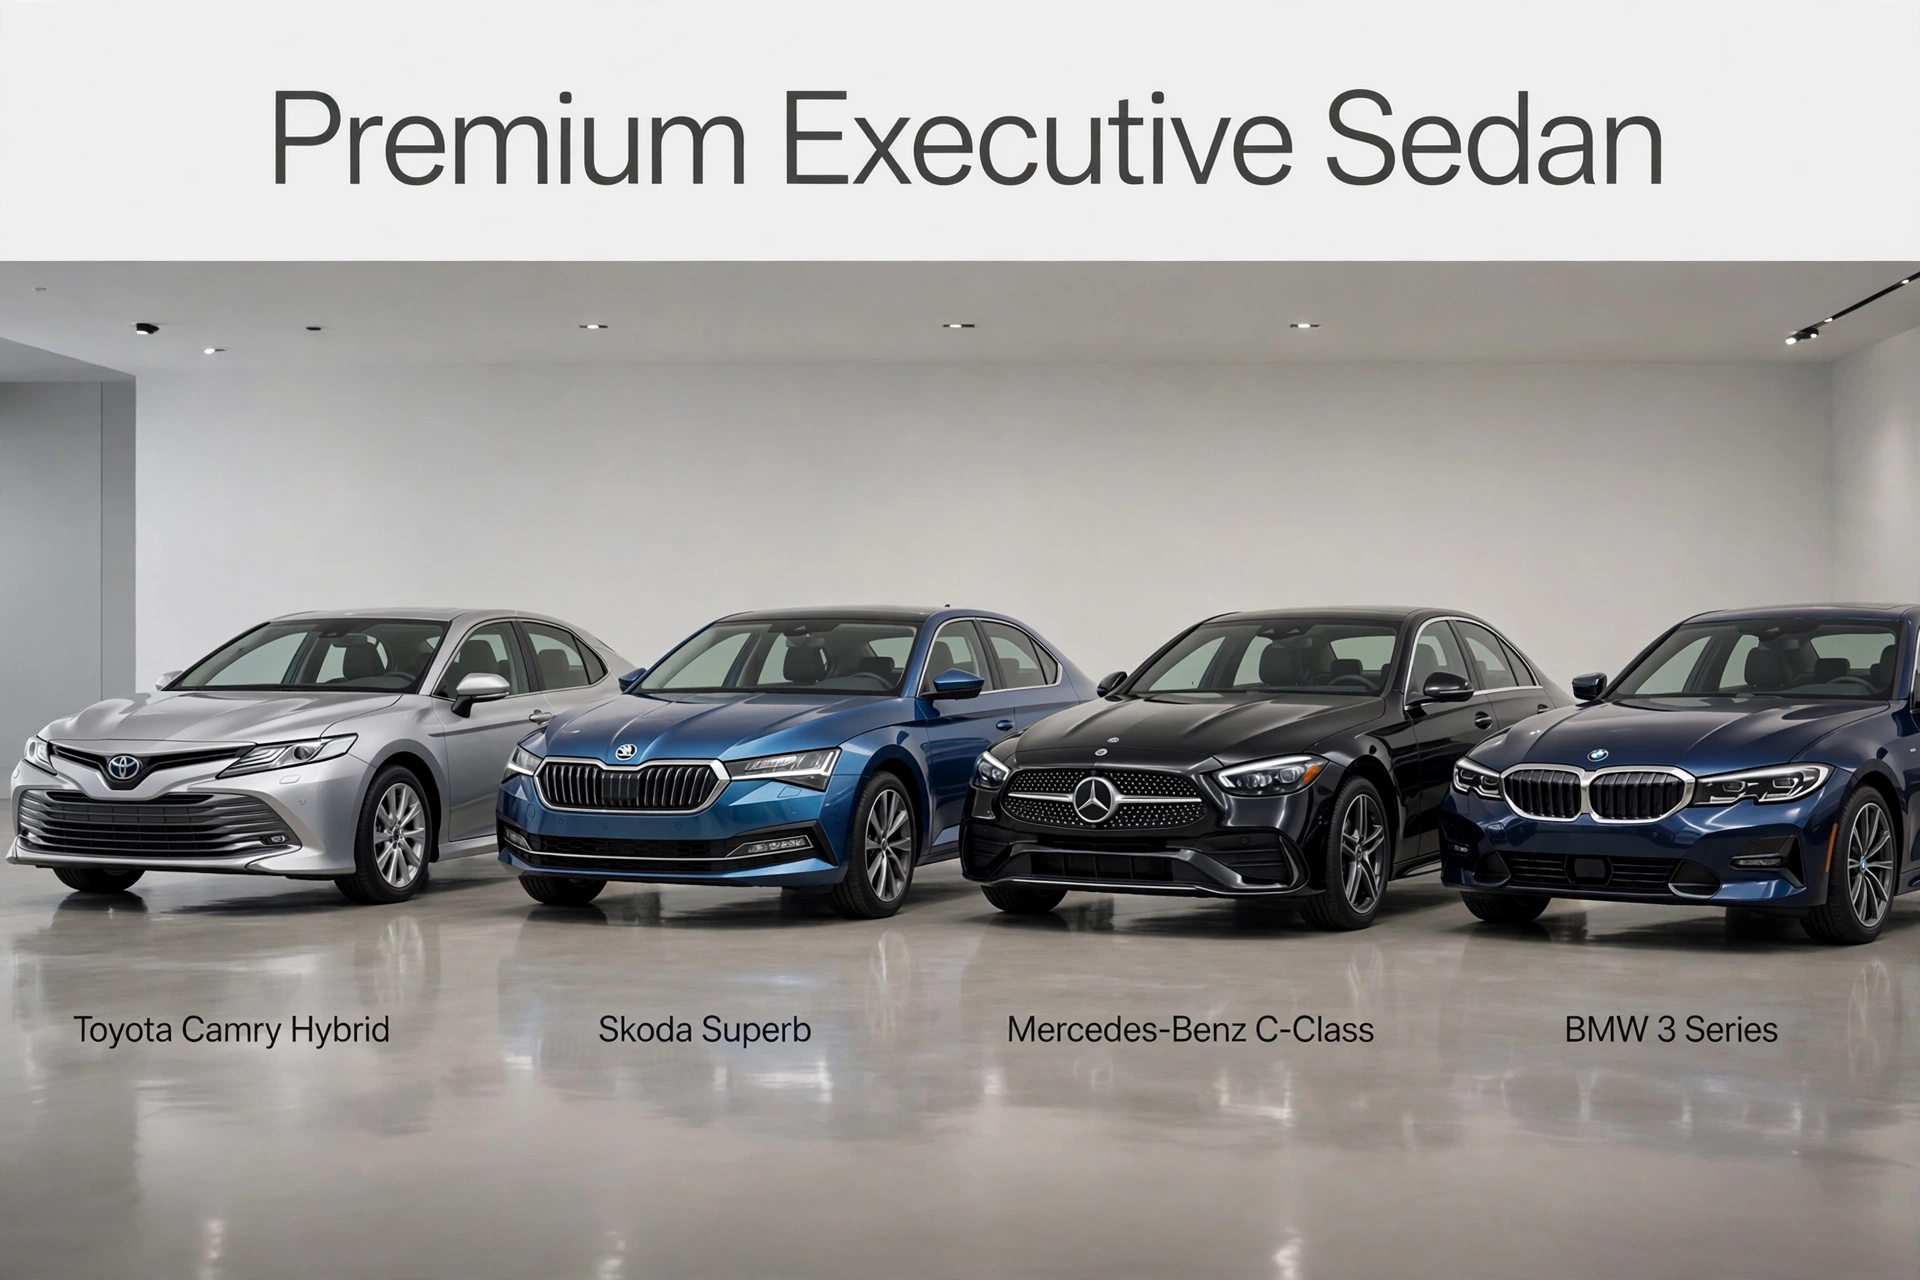 Premium Executive Sedan
Toyota Camry Hybrid
Skoda Superb
Mercedes-Benz C-Class
BMW 3 Series